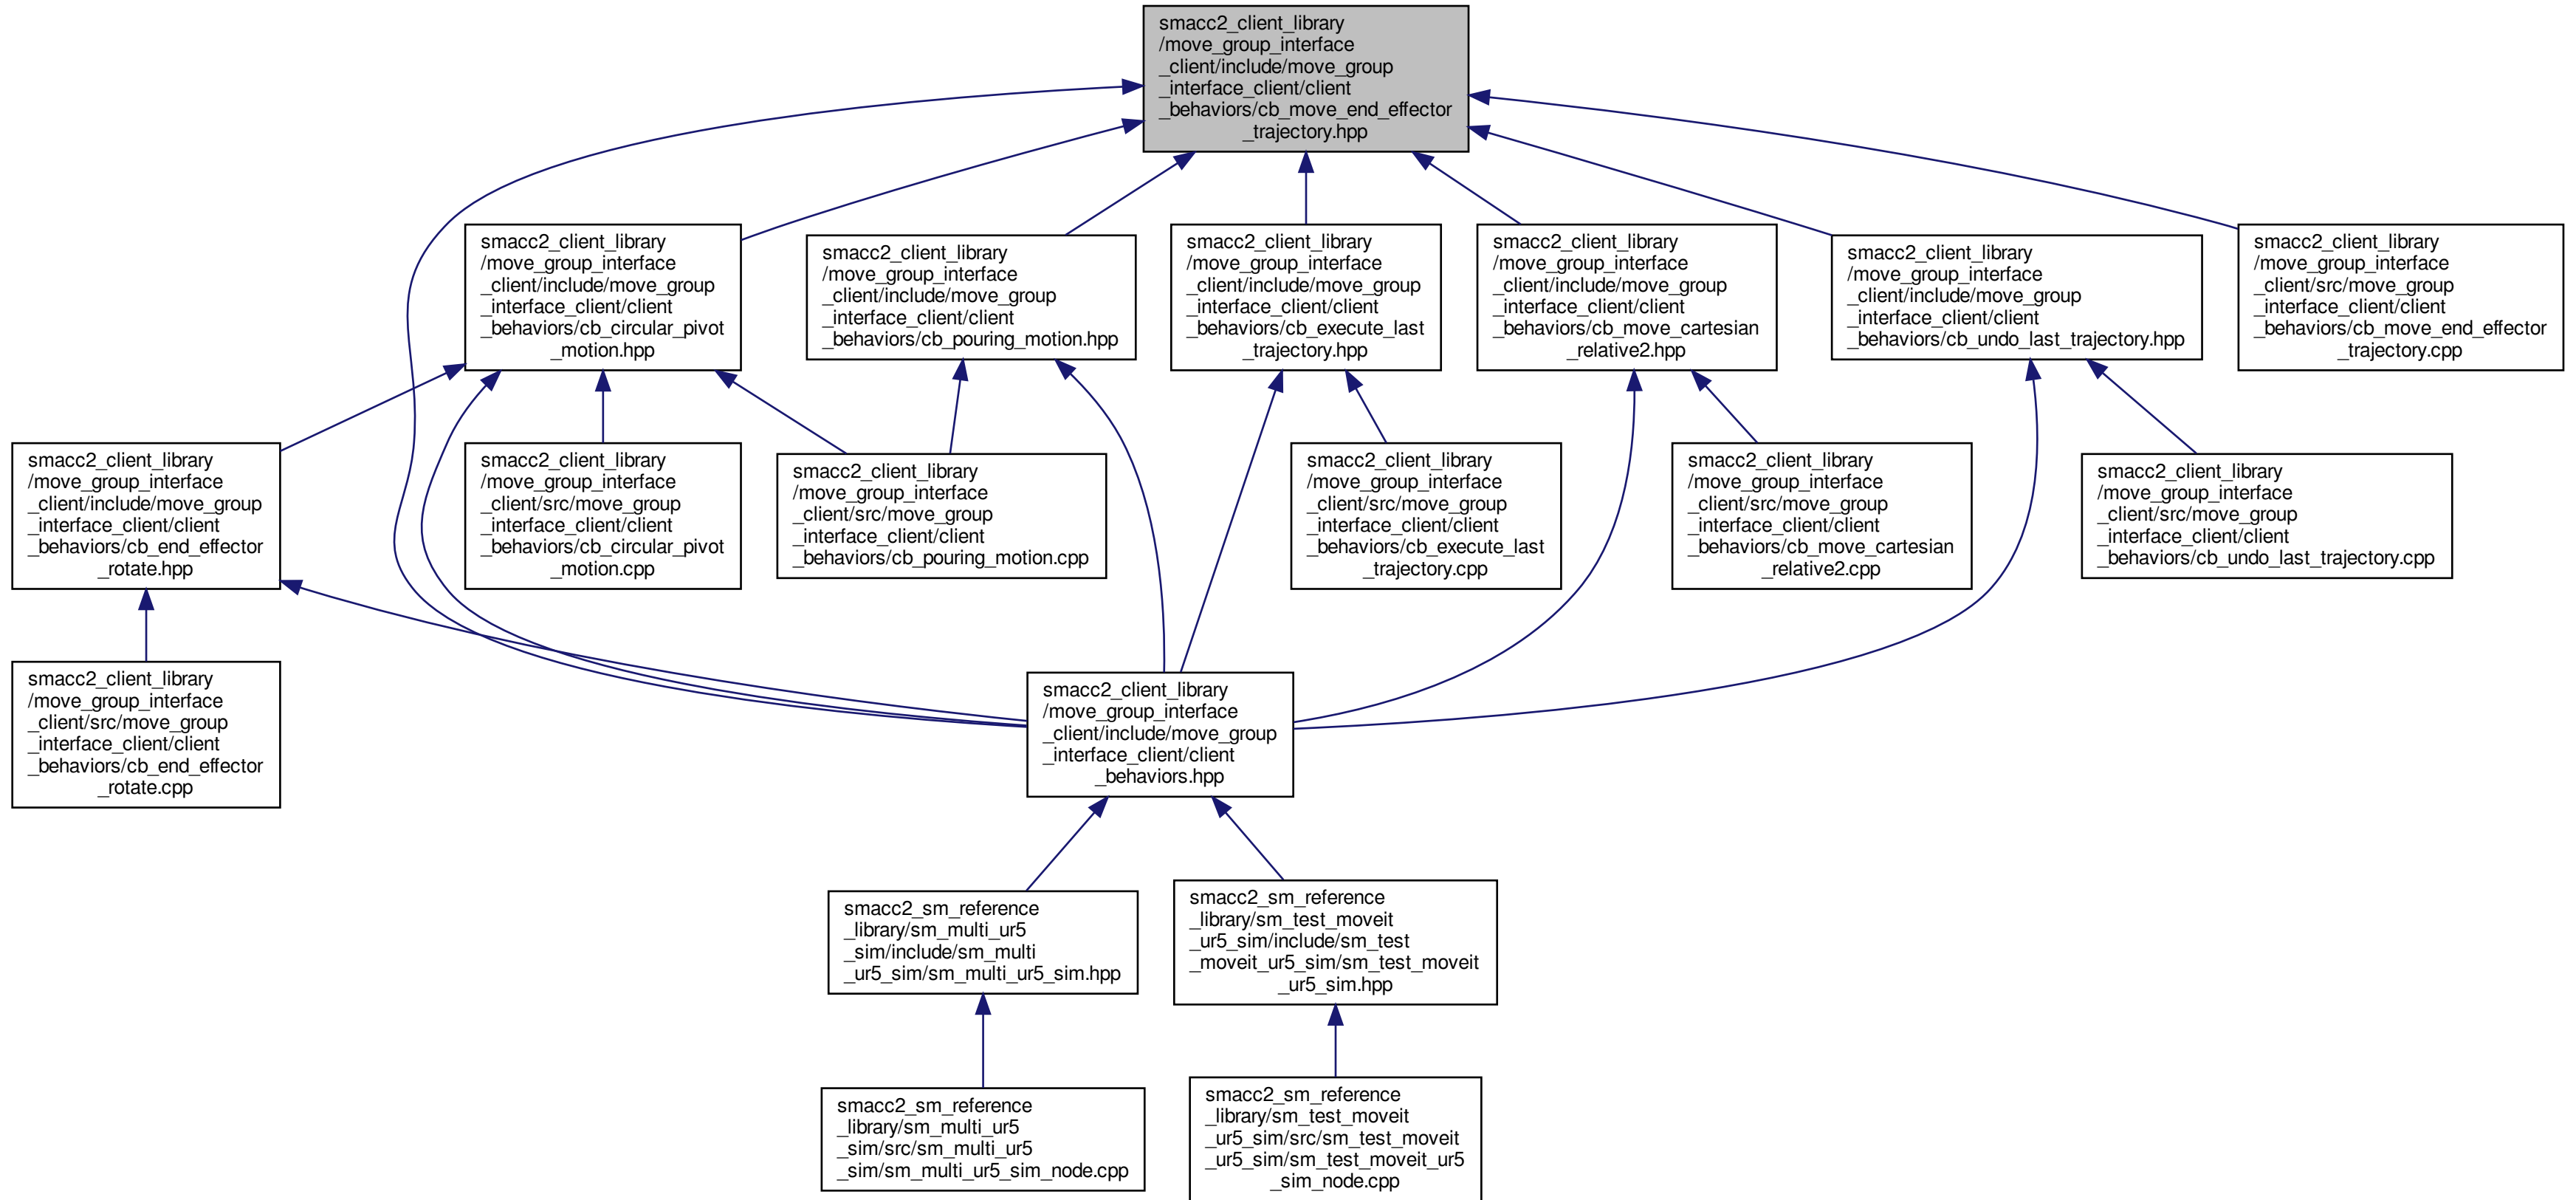 smacc2_client_library
/move_group_interface
_client/include/move_group
_interface_client/client
_behaviors/cb_move_end_effector
_trajectory.hpp
smacc2_client_library
/move_group_interface
_client/include/move_group
_interface_client/client
_behaviors/cb_circular_pivot
_motion.hpp
smacc2_client_library
/move_group_interface
_client/include/move_group
_interface_client/client
_behaviors/cb_pouring_motion.hpp
smacc2_client_library
/move_group_interface
_client/include/move_group
_interface_client/client
_behaviors/cb_execute_last
_trajectory.hpp
smacc2_client_library
/move_group_interface
_client/include/move_group
_interface_client/client
_behaviors/cb_move_cartesian
_relative2.hpp
smacc2_client_library
/move_group_interface
_client/include/move_group
_interface_client/client
_behaviors/cb_undo_last_trajectory.hpp
smacc2_client_library
/move_group_interface
_client/src/move_group
_interface_client/client
_behaviors/cb_move_end_effector
_trajectory.cpp
smacc2_client_library
/move_group_interface
_client/include/move_group
_interface_client/client
_behaviors/cb_end_effector
_rotate.hpp
smacc2_client_library
/move_group_interface
_client/src/move_group
_interface_client/client
_behaviors/cb_circular_pivot
_motion.cpp
smacc2_client_library
/move_group_interface
_client/src/move_group
_interface_client/client
_behaviors/cb_pouring_motion.cpp
smacc2_client_library
/move_group_interface
_client/src/move_group
_interface_client/client
_behaviors/cb_execute_last
_trajectory.cpp
smacc2_client_library
/move_group_interface
_client/src/move_group
_interface_client/client
_behaviors/cb_move_cartesian
_relative2.cpp
smacc2_client_library
/move_group_interface
_client/src/move_group
_interface_client/client
_behaviors/cb_undo_last_trajectory.cpp
smacc2_client_library
/move_group_interface
_client/src/move_group
_interface_client/client
_behaviors/cb_end_effector
_rotate.cpp
smacc2_client_library
/move_group_interface
_client/include/move_group
_interface_client/client
_behaviors.hpp
smacc2_sm_reference
_library/sm_multi_ur5
_sim/include/sm_multi
_ur5_sim/sm_multi_ur5_sim.hpp
smacc2_sm_reference
_library/sm_test_moveit
_ur5_sim/include/sm_test
_moveit_ur5_sim/sm_test_moveit
_ur5_sim.hpp
smacc2_sm_reference
_library/sm_multi_ur5
_sim/src/sm_multi_ur5
_sim/sm_multi_ur5_sim_node.cpp
smacc2_sm_reference
_library/sm_test_moveit
_ur5_sim/src/sm_test_moveit
_ur5_sim/sm_test_moveit_ur5
_sim_node.cpp